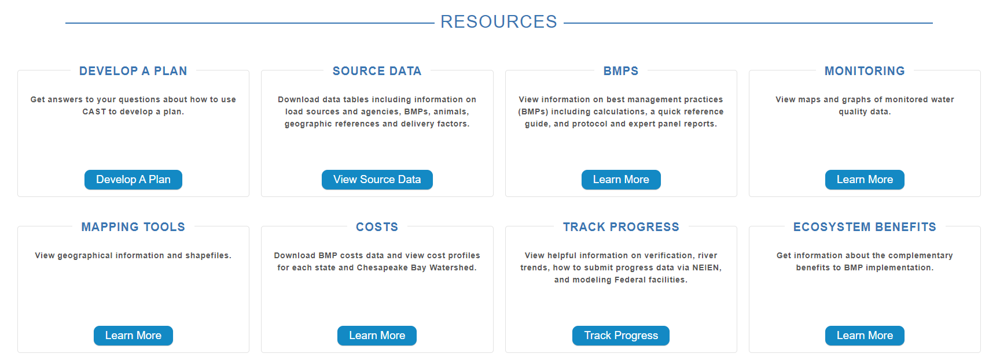 RESOURCES
DEVELOP A PLAN
Get answers to your questions about how to use
CAST to develop a plan.
Develop A Plan
SOURCE DATA
Download data tables including information on
load sources and agencies, BMPs, animals,
geographic references and delivery factors.
View Source Data
BMPS
View information on best management practices
(BMPs) including calculations, a quick reference
guide, and protocol and expert panel reports.
Learn More
MONITORING
View maps and graphs of monitored water
quality data.
Learn More
MAPPING TOOLS
View geographical information and shapefiles.
Learn More
COSTS
Download BMP costs data and view cost profiles
for each state and Chesapeake Bay Watershed.
Learn More
TRACK PROGRESS
View helpful information on verification, river
trends, how to submit progress data via NEIEN,
and modeling Federal facilities.
Track Progress
ECOSYSTEM BENEFITS
Get information about the complementary
benefits to BMP implementation.
Learn More